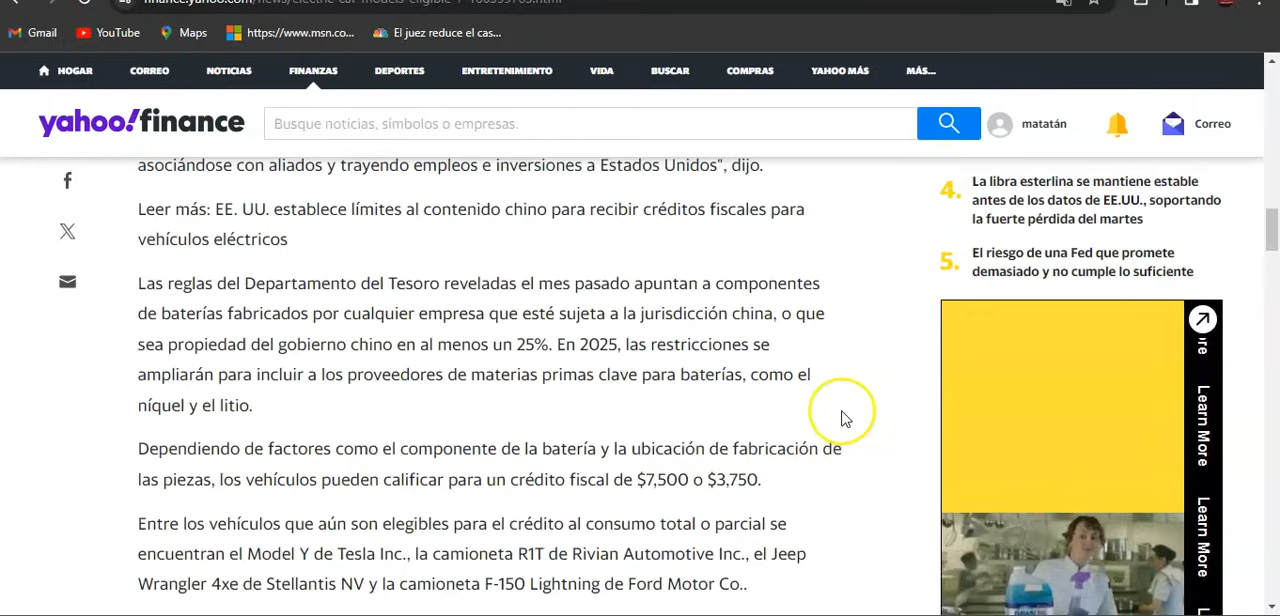 Gmail
YouTube
Maps
https://www.msn.co...
El juez reduce el cas...
HOGAR
CORREO
NOTICIAS
FINANZAS
DEPORTES
ENTRETENIMIENTO
VIDA
BUSCAR
COMPRAS
YAHOO MÁS
MÁS...
yahoo!finance
Busque noticias, símbolos o empresas.
matatán
Correo
asociándose con aliados y trayendo empleos e inversiones a Estados Unidos", dijo.
Leer más: EE. UU. establece límites al contenido chino para recibir créditos fiscales para
vehículos eléctricos
Las reglas del Departamento del Tesoro reveladas el mes pasado apuntan a componentes
de baterías fabricados por cualquier empresa que esté sujeta a la jurisdicción china, o que
sea propiedad del gobierno chino en al menos un 25%. En 2025, las restricciones se
ampliarán para incluir a los proveedores de materias primas clave para baterías, como el
níquel y el litio.
Dependiendo de factores como el componente de la batería y la ubicación de fabricación de
las piezas, los vehículos pueden calificar para un crédito fiscal de $7,500 o $3,750.
Entre los vehículos que aún son elegibles para el crédito al consumo total o parcial se
encuentran el Model Y de Tesla Inc., la camioneta R1T de Rivian Automotive Inc., el Jeep
Wrangler 4xe de Stellantis NV y la camioneta F-150 Lightning de Ford Motor Co..
4.
La libra esterlina se mantiene estable
antes de los datos de EE.UU., soportando
la fuerte pérdida del martes
5.
El riesgo de una Fed que promete
demasiado y no cumple lo suficiente
re
Learn More
Learn More